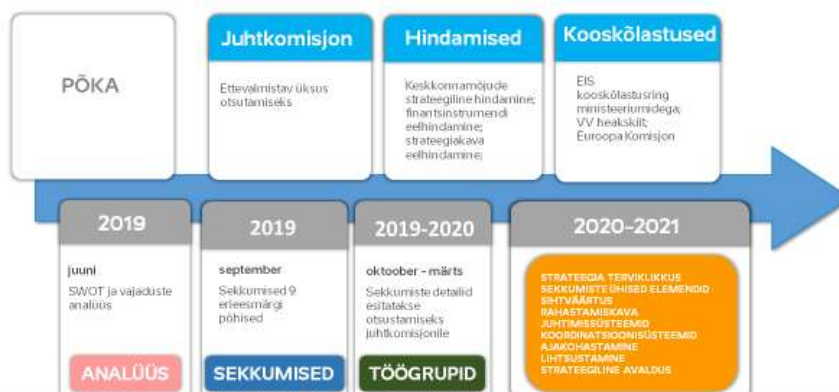 PÕKA
Juhtkomisjon
Ettevalmistav üksus
otsutamiseks
Hindamised
Keskkonnamõjude
strateegiline hindamine;
finantsinstrumendi
eelhindamine;
strateegiakava
eelhindamine;
Kooskõlastused
EIS
kooskõlastusring
ministeeriumidega;
VV heakskiit;
Euroopa Komisjon
2019
juuni
SWOT ja vajaduste
analüüs
ANALÜÜS
2019
september
Sekkumised 9
erieesmärgi
põhised
SEKKUMISED
2019-2020
oktoober - märts
Sekkumiste detailid
esitatakse
otsustamiseks
juhtkomisjonile
TÖÖGRUPID
2020-2021
STRATEEGIA TERVIKLIKKUS
SEKKUMISTE ÜHISED ELEMENDID
SIHTVÄÄRTUS
RAHASTAMISKAVA
JUHTIMISSÜSTEEMID
KOORDINATSIOONISÜSTEEMID
AJAKOHASTAMINE
LIHTSUSTAMINE
STRATEEGILINE AVALDUS